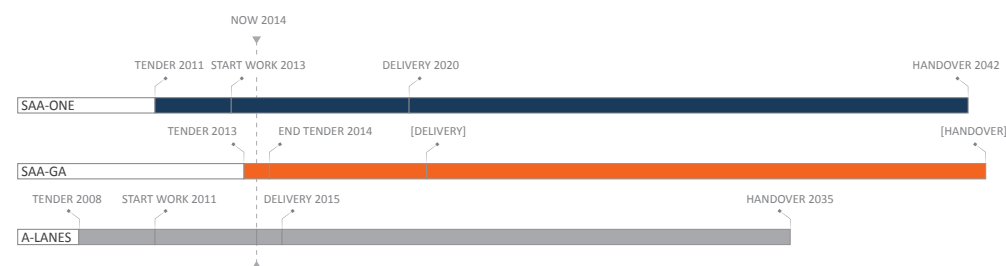 NOW 2014
TENDER 2011 START WORK 2013 DELIVERY 2020 HANDOVER 2042
SAA-ONE
TENDER 2013 END TENDER 2014 [DELIVERY] [HANDOVER]
SAA-GA
TENDER 2008 START WORK 2011 DELIVERY 2015 HANDOVER 2035
A-LANES